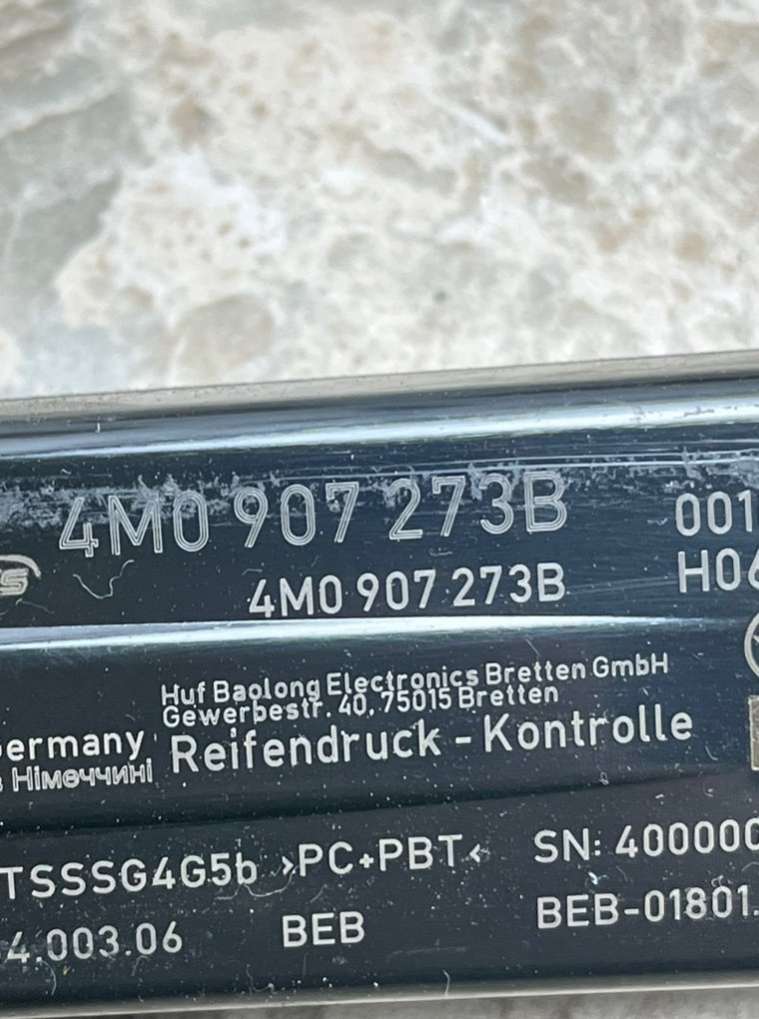 4M0 907 273B
001
4M0 907 273B
H06
Huf Baolong Electronics Bretten GmbH
Gewerbestr. 40, 75015 Bretten
ermany Reifendruck - Kontrolle
Німеччині
TSSSG4G5b >PC+PBT< SN: 400000
4.003.06 BEB BEB-01801.